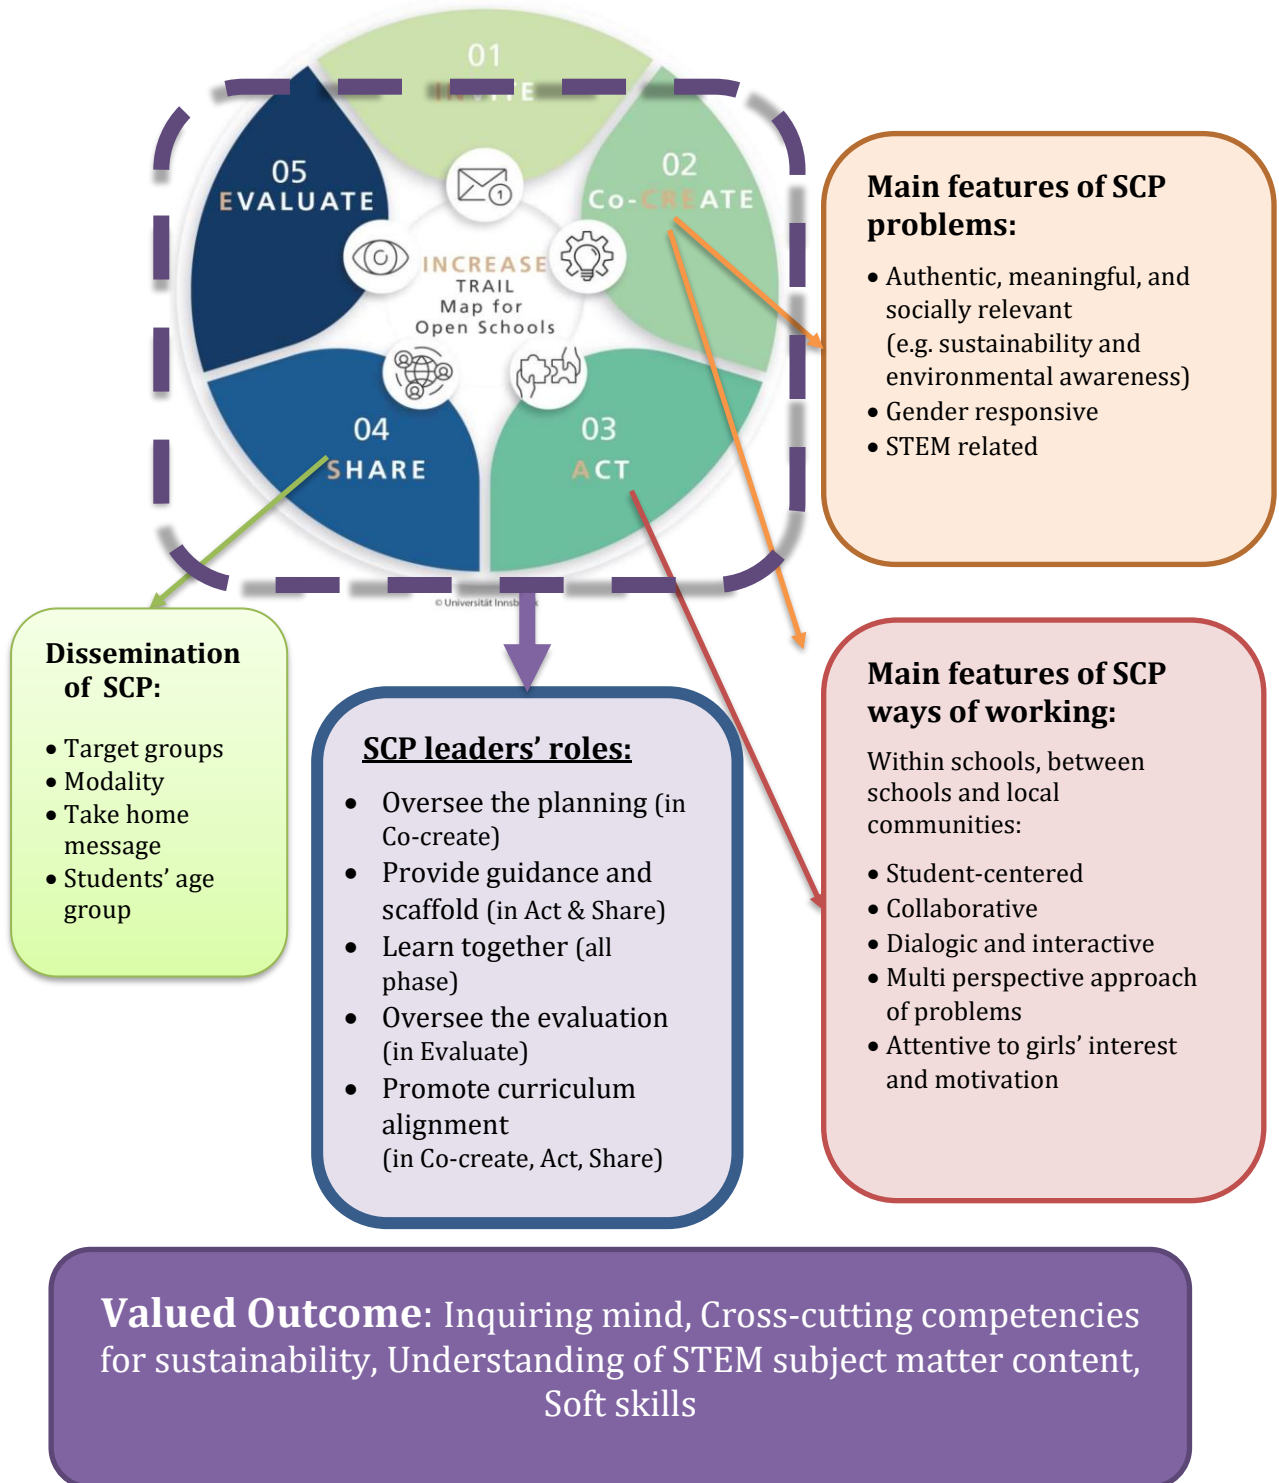 01
INVITE
02
Co-CREATE
03
ACT
04
SHARE
05
EVALUATE
1
INCREASE
TRAIL
Map for
Open Schools
Main features of SCP
problems:
• Authentic, meaningful, and
socially relevant
(e.g. sustainability and
environmental awareness)
• Gender responsive
• STEM related
© Universität
Dissemination
of SCP:
• Target groups
• Modality
• Take home
message
• Students’ age
group
SCP leaders’ roles:
• Oversee the planning (in
Co-create)
• Provide guidance and
scaffold (in Act & Share)
• Learn together (all
phase)
• Oversee the evaluation
(in Evaluate)
• Promote curriculum
alignment
(in Co-create, Act, Share)
Main features of SCP
ways of working:
Within schools, between
schools and local
communities:
• Student-centered
• Collaborative
• Dialogic and interactive
• Multi perspective approach
of problems
• Attentive to girls’ interest
and motivation
Valued Outcome: Inquiring mind, Cross-cutting competencies
for sustainability, Understanding of STEM subject matter content,
Soft skills